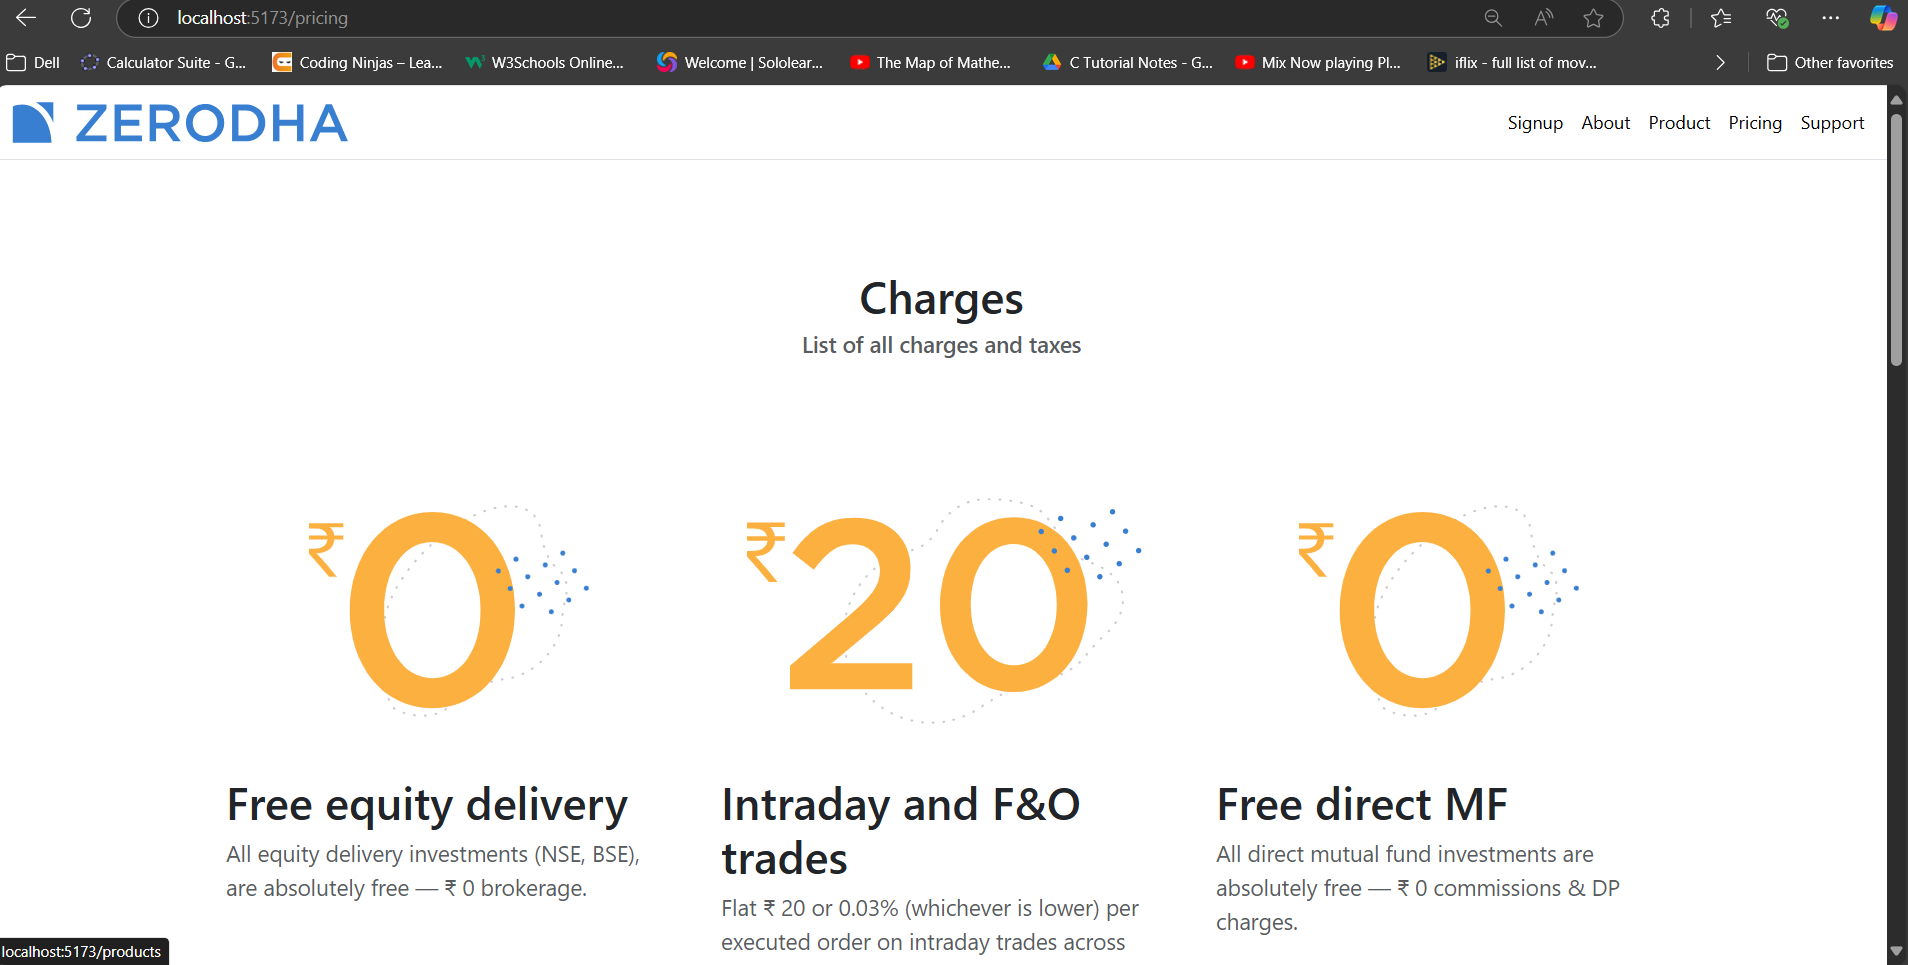 localhost:5173/pricing
Dell
Calculator Suite - G...
Coding Ninjas – Lea...
W3Schools Online...
Welcome | Sololear...
The Map of Mathe...
C Tutorial Notes - G...
Mix Now playing Pl...
iflix - full list of mov...
Other favorites
ZERODHA
Signup About Product Pricing Support
Charges
List of all charges and taxes
₹0
₹20
₹0
Free equity delivery
All equity delivery investments (NSE, BSE),
are absolutely free — ₹ 0 brokerage.
Intraday and F&O
trades
Flat ₹ 20 or 0.03% (whichever is lower) per
executed order on intraday trades across
Free direct MF
All direct mutual fund investments are
absolutely free — ₹ 0 commissions & DP
charges.
localhost:5173/products